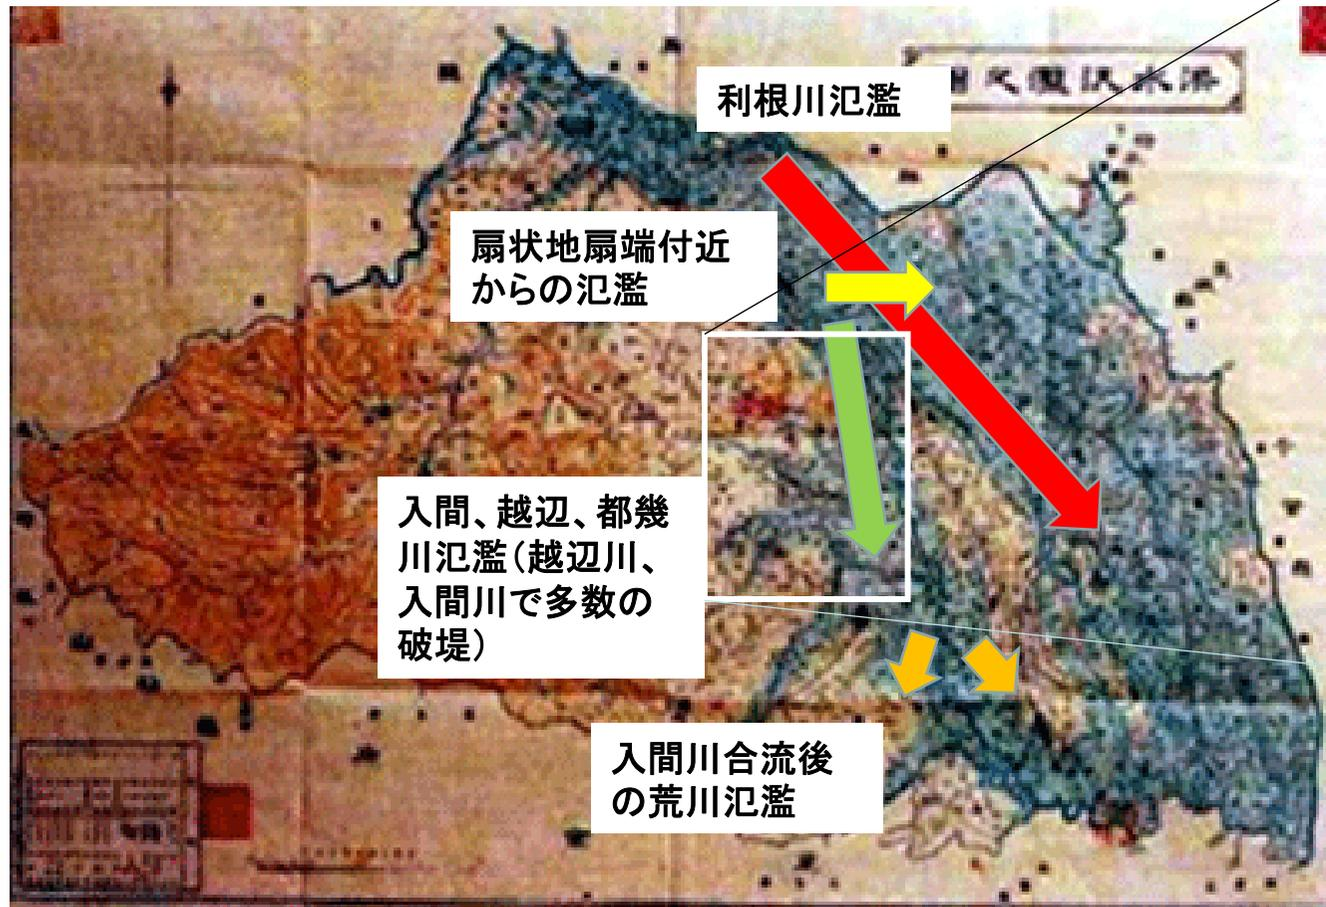 利根川氾濫
扇状地扇端付近
からの氾濫
入間、越辺、都幾
川氾濫（越辺川、
入間川で多数の
破堤）
入間川合流後
の荒川氾濫